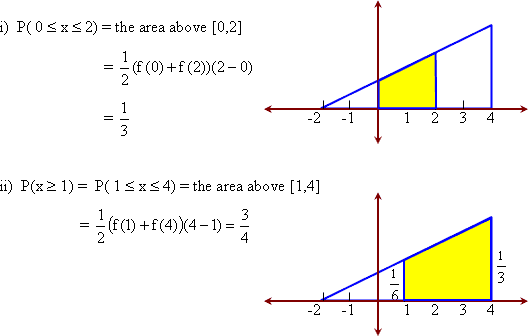 i) P( 0 ≤ x ≤ 2) = the area above [0,2]
= 1/2 (f (0) + f (2))(2 − 0)
= 1/3
-2 -1 1 2 3 4
ii) P(x ≥ 1) = P( 1 ≤ x ≤ 4) = the area above [1,4]
= 1/2 (f (1) + f (4))(4 − 1) = 3/4
1/6
1/3
-2 -1 1 2 3 4